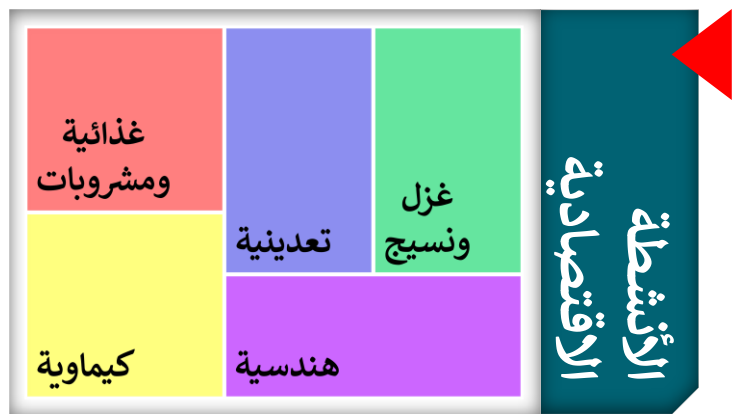 الأنشطة
الاقتصادية
غزل
ونسيج
تعدينية
غذائية
ومشروبات
هندسية
كيماوية